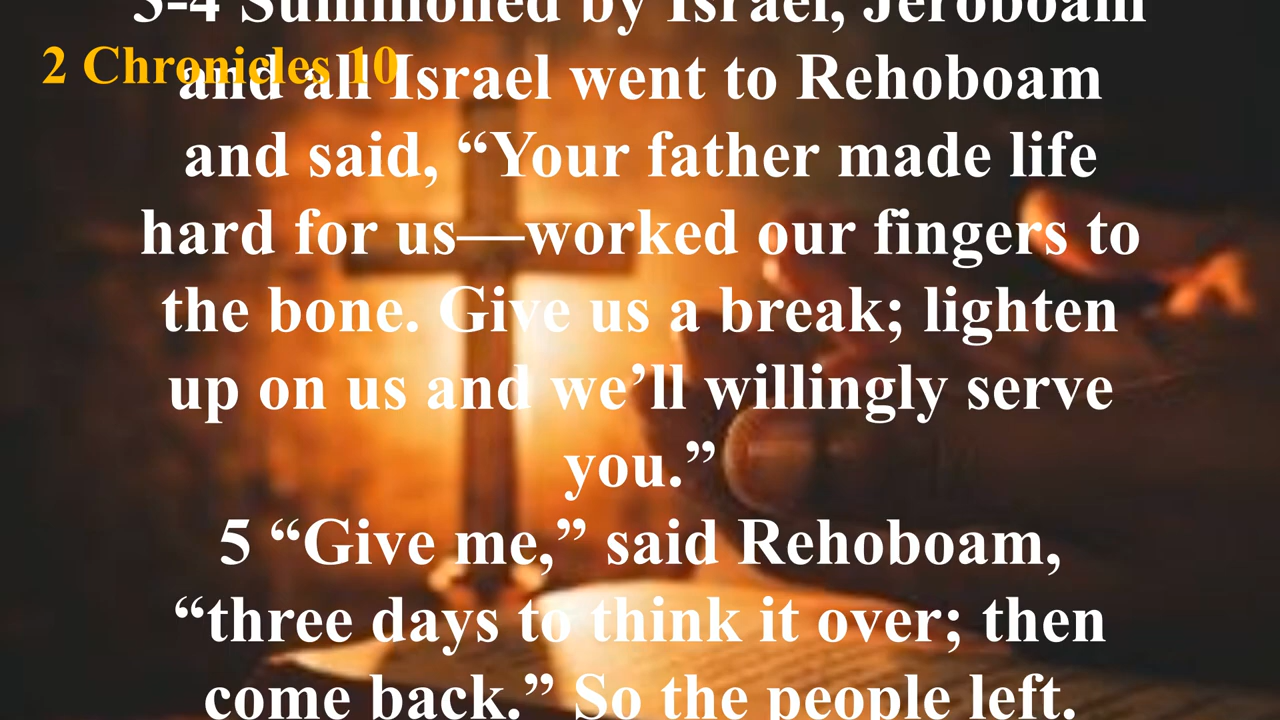 3-4 Summoned by Israel, Jeroboam
2 Chronicles 10
and all Israel went to Rehoboam
and said, “Your father made life
hard for us—worked our fingers to
the bone. Give us a break; lighten
up on us and we’ll willingly serve
you.”
5 “Give me,” said Rehoboam,
“three days to think it over; then
come back.” So the people left.